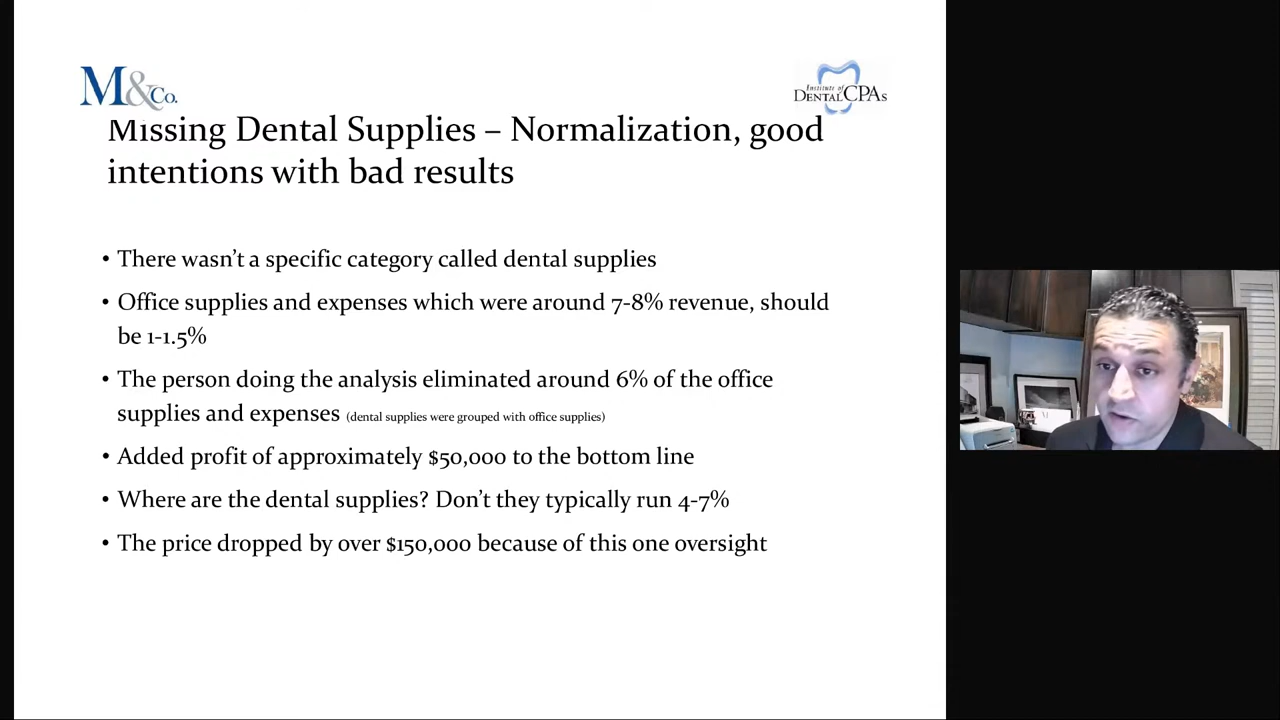 M&Co.
Institute of
DENTAL CPAs
Missing Dental Supplies – Normalization, good
intentions with bad results
• There wasn’t a specific category called dental supplies
• Office supplies and expenses which were around 7-8% revenue, should
be 1-1.5%
• The person doing the analysis eliminated around 6% of the office
supplies and expenses (dental supplies were grouped with office supplies)
• Added profit of approximately $50,000 to the bottom line
• Where are the dental supplies? Don’t they typically run 4-7%
• The price dropped by over $150,000 because of this one oversight